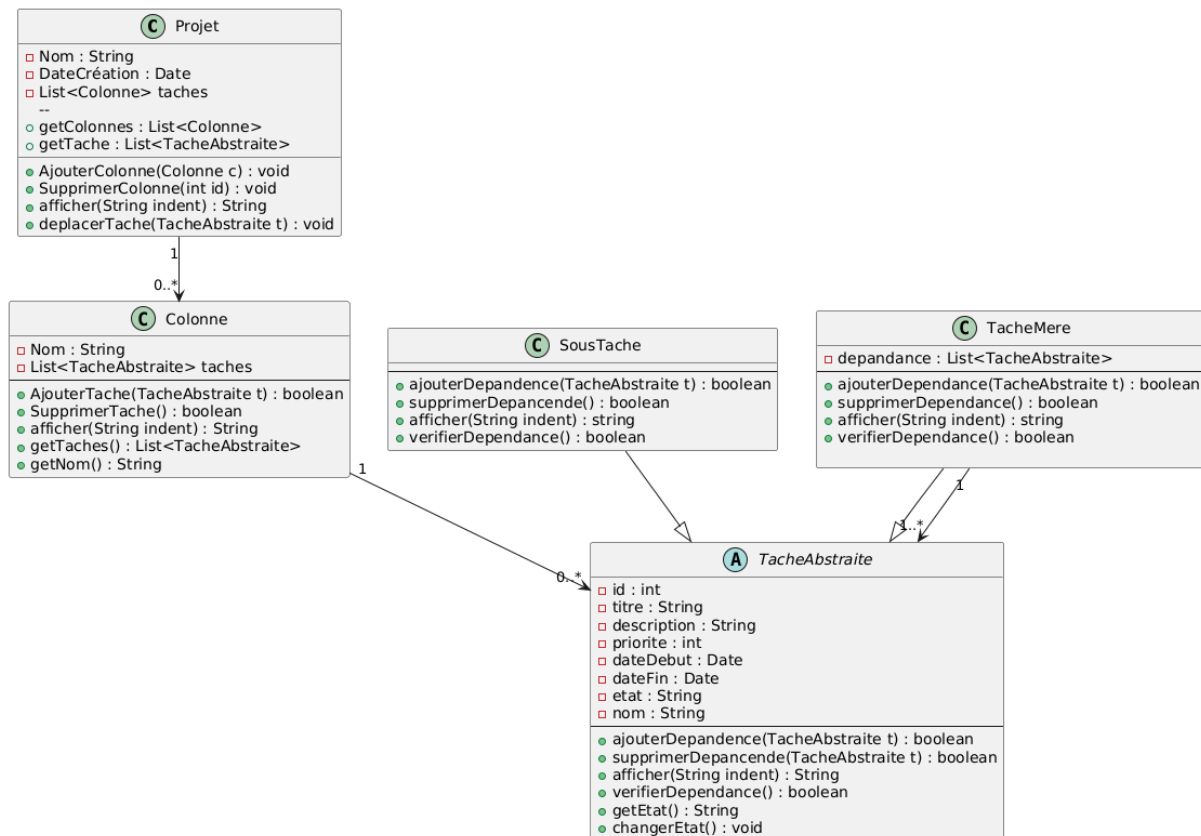 C Projet
Nom : String
DateCréation : Date
List<Colonne> taches
--
getColonnes : List<Colonne>
getTache : List<TacheAbstraite>
AjouterColonne(Colonne c) : void
SupprimerColonne(int id) : void
afficher(String indent) : String
deplacerTache(TacheAbstraite t) : void
1
0..*
C Colonne
Nom : String
List<TacheAbstraite> taches
AjouterTache(TacheAbstraite t) : boolean
SupprimerTache() : boolean
afficher(String indent) : String
getTaches() : List<TacheAbstraite>
getNom() : String
C SousTache
ajouterDepandence(TacheAbstraite t) : boolean
supprimerDepancende() : boolean
afficher(String indent) : string
verifierDependance() : boolean
C TacheMere
depandance : List<TacheAbstraite>
ajouterDependance(TacheAbstraite t) : boolean
supprimerDependance() : boolean
afficher(String indent) : string
verifierDependance() : boolean
1
0..*
1
1..*
A TacheAbstraite
id : int
titre : String
description : String
priorite : int
dateDebut : Date
dateFin : Date
etat : String
nom : String
ajouterDepandence(TacheAbstraite t) : boolean
supprimerDepancende(TacheAbstraite t) : boolean
afficher(String indent) : String
verifierDependance() : boolean
getEtat() : String
changerEtat() : void